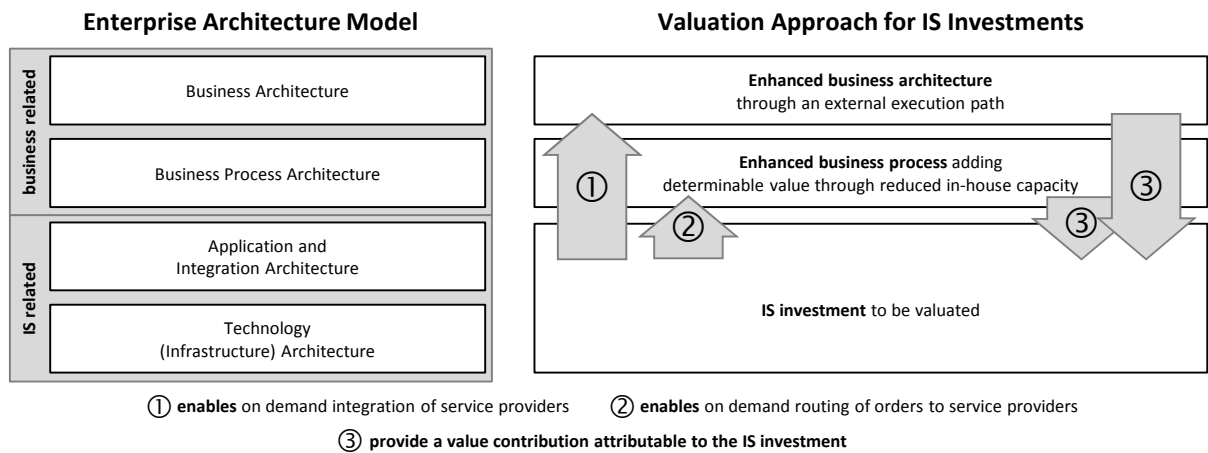 Enterprise Architecture Model
Valuation Approach for IS Investments
business related
Business Architecture
Business Process Architecture
IS related
Application and
Integration Architecture
Technology
(Infrastructure) Architecture
Enhanced business architecture
through an external execution path
Enhanced business process adding
determinable value through reduced in-house capacity
①
②
③
③
IS investment to be valuated
① enables on demand integration of service providers ② enables on demand routing of orders to service providers
③ provide a value contribution attributable to the IS investment